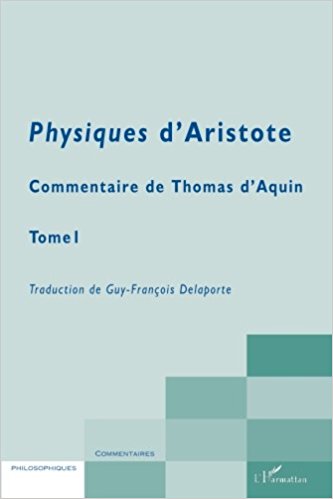 Physiques d'Aristote
Commentaire de Thomas d'Aquin
Tome I
Traduction de Guy-François Delaporte
COMMENTAIRES
PHILOSOPHIQUES
L'Harmattan